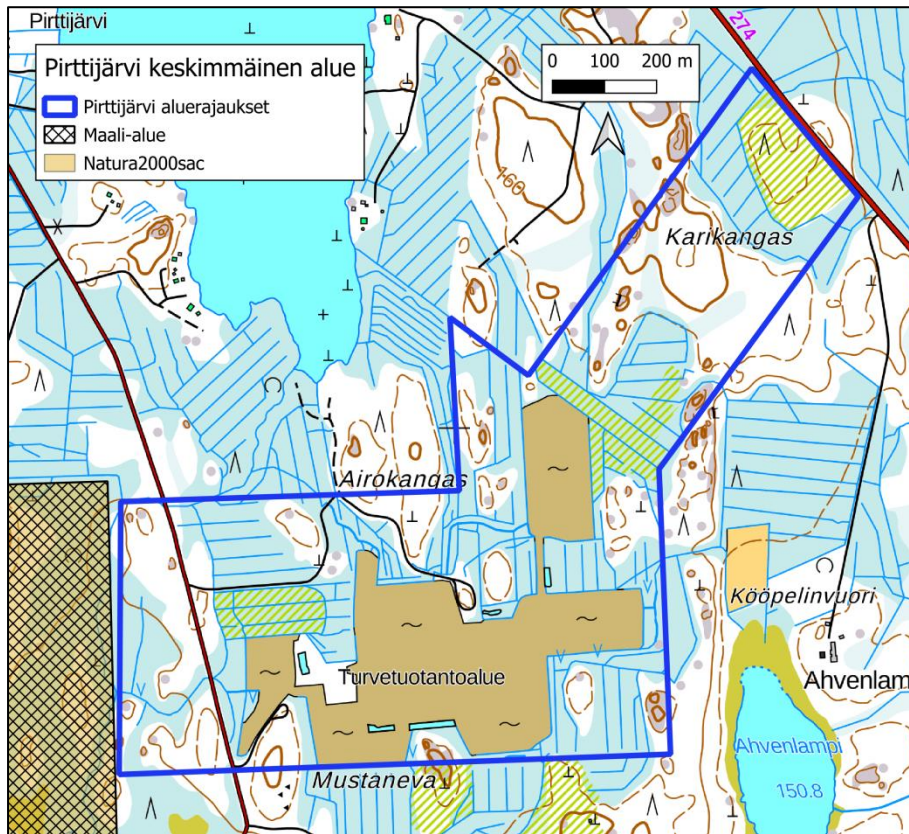 Pirttijärvi
Pirttijärvi keskimmäinen alue
Pirttijärvi aluerajaukset
Maali-alue
Natura2000sac
0 100 200 m
274
160
Karikangas
Airokangas
Kööpelinvuori
Turvetuotantoalue
Ahvenlam
Ahvenlampi
150.8
Mustaneva